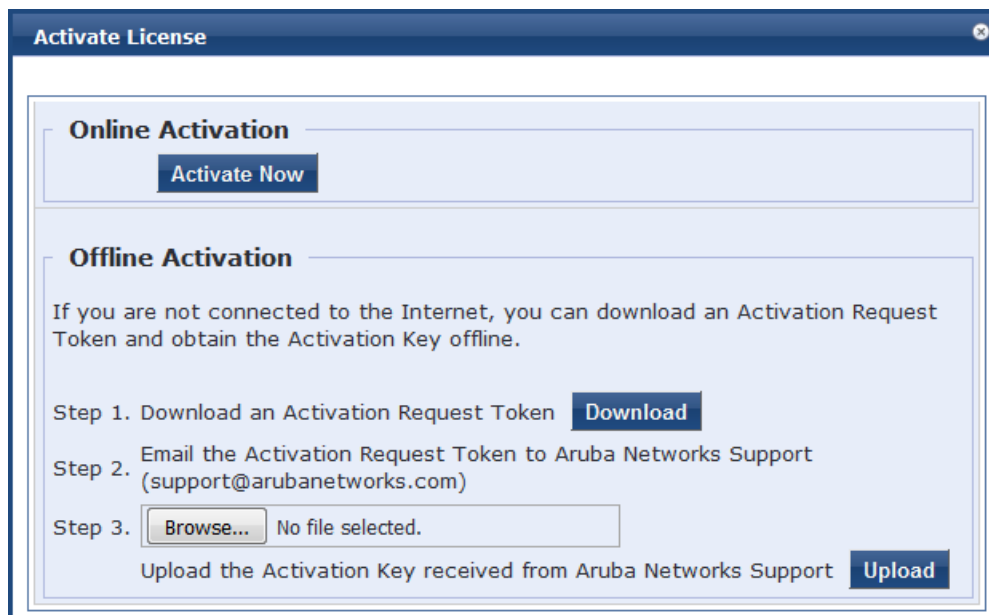 Activate License
Online Activation
Activate Now
Offline Activation
If you are not connected to the Internet, you can download an Activation Request
Token and obtain the Activation Key offline.
Step 1. Download an Activation Request Token Download
Step 2. Email the Activation Request Token to Aruba Networks Support
(support@arubanetworks.com)
Step 3. Browse... No file selected.
Upload the Activation Key received from Aruba Networks Support Upload